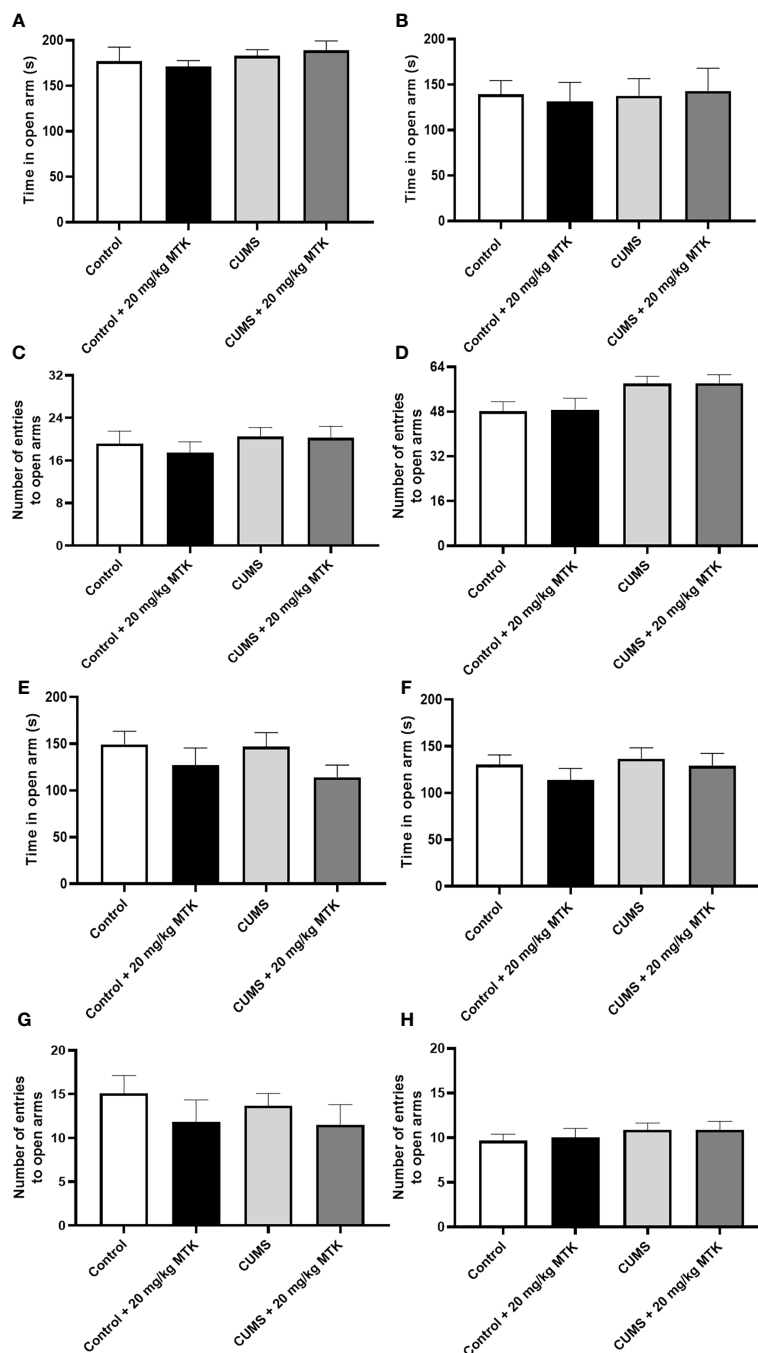 A
Time in open arm (s)
200
150
100
50
0
Control
Control + 20 mg/kg MTK
CUMS
CUMS + 20 mg/kg MTK
B
Time in open arm (s)
200
150
100
50
0
Control
Control + 20 mg/kg MTK
CUMS
CUMS + 20 mg/kg MTK
C
Number of entries
to open arms
32
24
16
8
0
Control
Control + 20 mg/kg MTK
CUMS
CUMS + 20 mg/kg MTK
D
Number of entries
to open arms
64
48
32
16
0
Control
Control + 20 mg/kg MTK
CUMS
CUMS + 20 mg/kg MTK
E
Time in open arm (s)
200
150
100
50
0
Control
Control + 20 mg/kg MTK
CUMS
CUMS + 20 mg/kg MTK
F
Time in open arm (s)
200
150
100
50
0
Control
Control + 20 mg/kg MTK
CUMS
CUMS + 20 mg/kg MTK
G
Number of entries
to open arms
20
15
10
5
0
Control
Control + 20 mg/kg MTK
CUMS
CUMS + 20 mg/kg MTK
H
Number of entries
to open arms
20
15
10
5
0
Control
Control + 20 mg/kg MTK
CUMS
CUMS + 20 mg/kg MTK